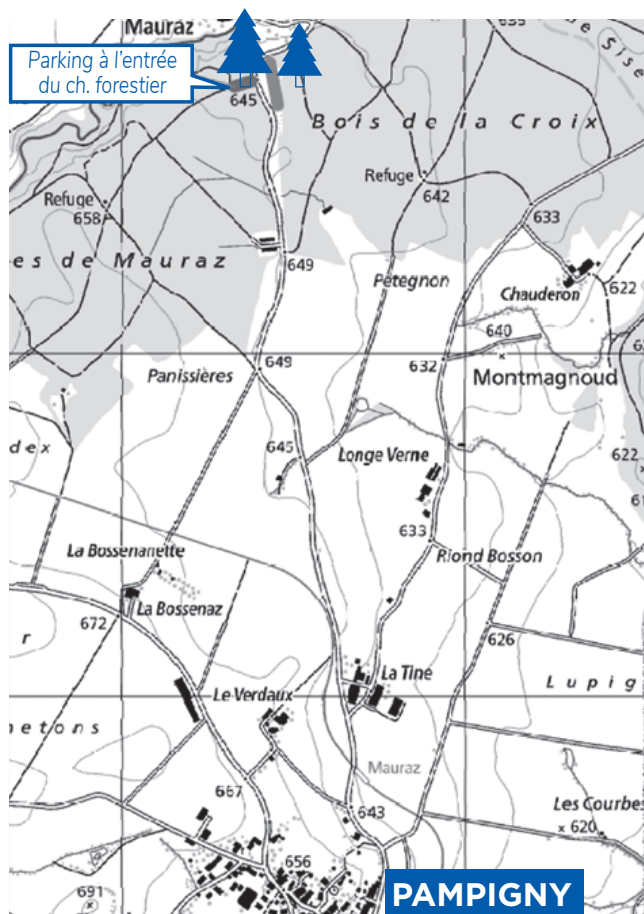 Mauraz
635
de Sise
Parking à l'entrée
du ch. forestier
645
Bois de la Croix
Refuge
642
Refuge
658
633
es de Mauraz
649
Petegnon
Chauderon
622
640
632
Montmagnoud
649
Panissières
dex
645
Longe Verne
622
633
Riond Bosson
La Bossenanette
La Bossenaz
672
r
626
La Tine
Lupig
Le Verdaux
netons
Mauraz
667
643
Les Courbes
x 620
656
691
PAMPIGNY